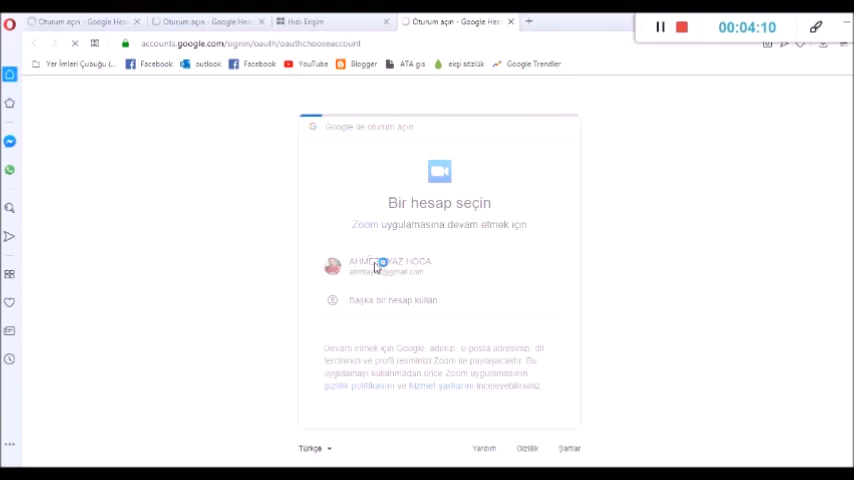 Oturum açın - Google Hes
Oturum açın - Google Hes
Hızlı Erişim
Oturum açın - Google Hes
00:04:10
accounts.google.com/signin/oauth/oauthchooseaccount
Yer İmleri Çubuğu (...
Facebook
outlook
Facebook
YouTube
Blogger
ATA gis
ekşi sözlük
Google Trendler
G Google ile oturum açın
Bir hesap seçin
Zoom uygulamasına devam etmek için
HOCA
@gmail.com
Başka bir hesap kullan
Devam etmek için Google, adınızı, e-posta adresinizi, dil
tercihinizi ve profil resminizi Zoom ile paylaşacaktır. Bu
uygulamayı kullanmadan önce Zoom uygulamasının
gizlilik politikasını ve hizmet şartlarını inceleyebilirsiniz.
Türkçe
Yardım
Gizlilik
Şartlar